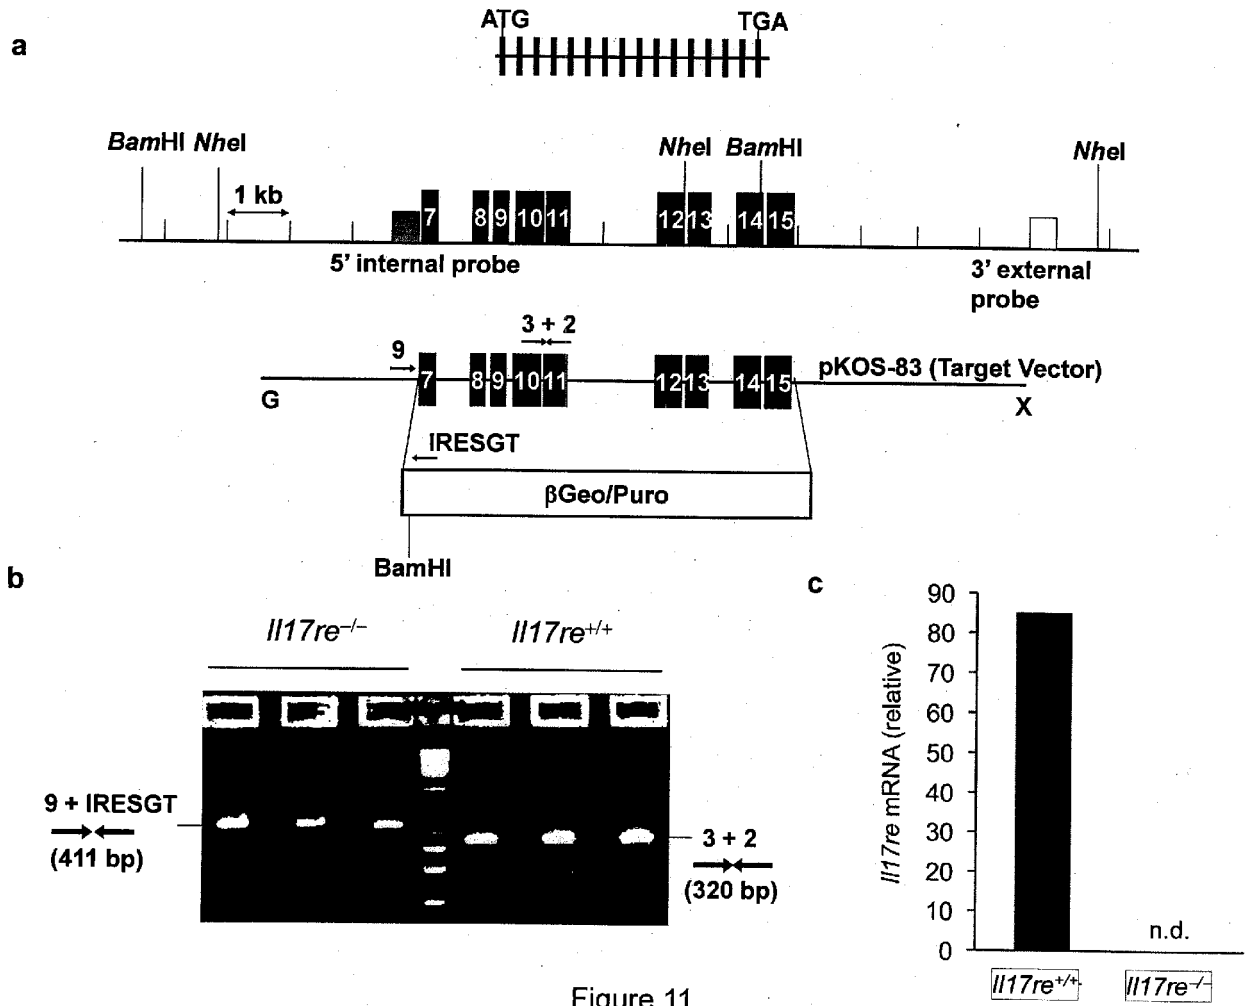 a
ATG TGA
BamHI NheI NheI BamHI NheI
1 kb
7 8 9 10 11 12 13 14 15
5' internal probe
3' external
probe
3 + 2
9
7 8 9 10 11 12 13 14 15
pKOS-83 (Target Vector)
G X
IRESGT
βGeo/Puro
BamHI
b
Il17re–/– Il17re+/+
9 + IRESGT
(411 bp)
3 + 2
(320 bp)
c
Il17re mRNA (relative)
90
80
70
60
50
40
30
20
10
0
n.d.
Il17re+/+ Il17re–/–
Figure 11